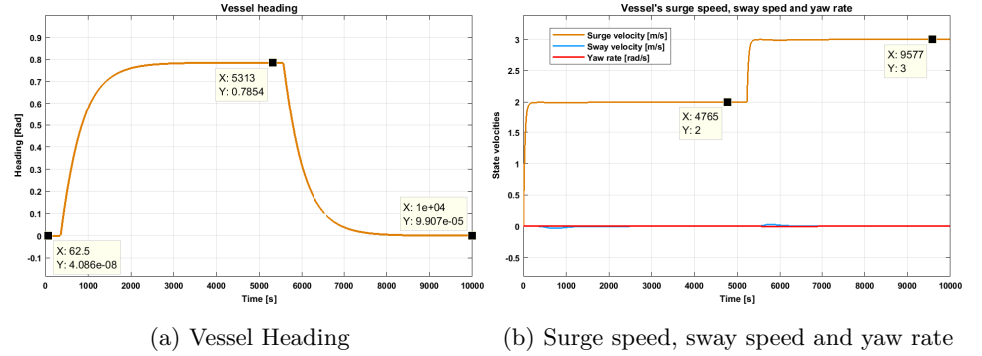 Vessel heading
Heading [Rad]
0.9
0.8
0.7
0.6
0.5
0.4
0.3
0.2
0.1
0
-0.1
X: 5313
Y: 0.7854
X: 1e+04
Y: 9.907e-05
X: 62.5
Y: 4.086e-08
0 1000 2000 3000 4000 5000 6000 7000 8000 9000 10000
Time [s]
(a) Vessel Heading
Vessel's surge speed, sway sped and yaw rate
State velocities
3
2.5
2
1.5
1
0.5
0
-0.5
Surge velocity [m/s]
Sway velocity [m/s]
Yaw rate [rad/s]
X: 9577
Y: 3
X: 4765
Y: 2
0 1000 2000 3000 4000 5000 6000 7000 8000 9000 10000
Time [s]
(b) Surge speed, sway speed and yaw rate